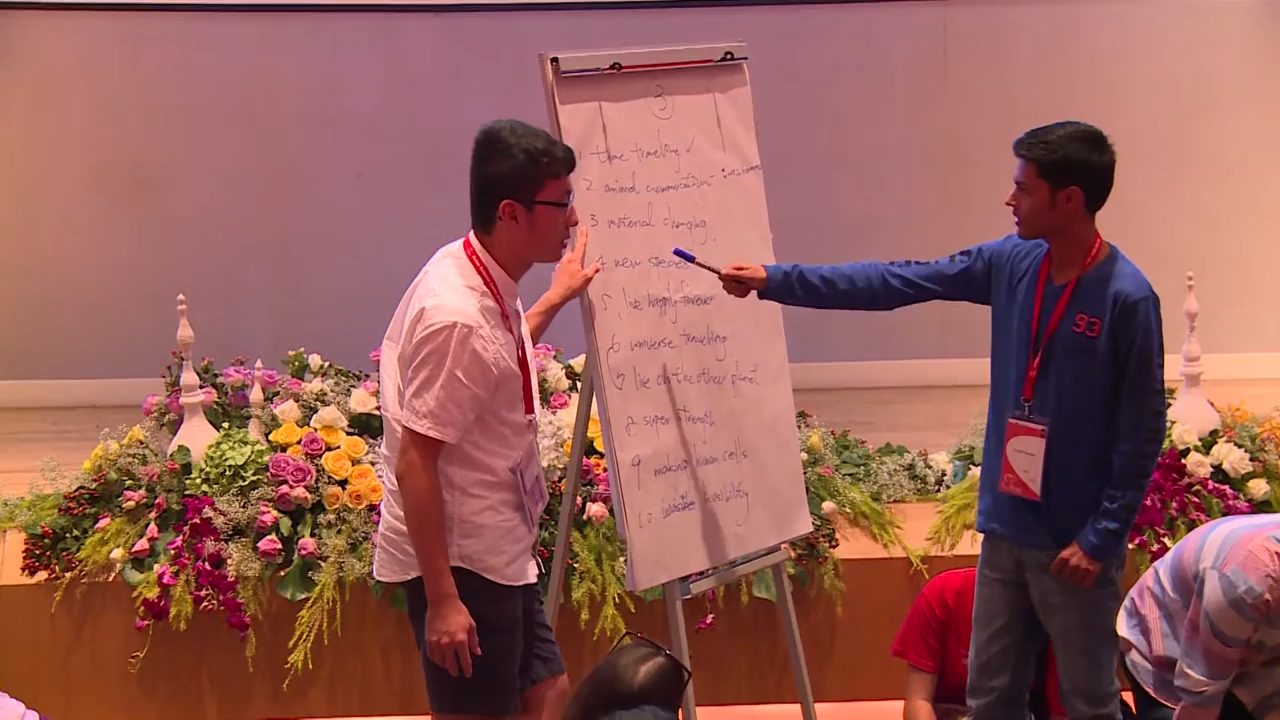 3
1 time traveling ✓
2 animal communication
3 material changing
4 new species
5. live happily forever
6. universe traveling
7 live on the other planet
8. super strength
9 making human cells
10 invisibility
93